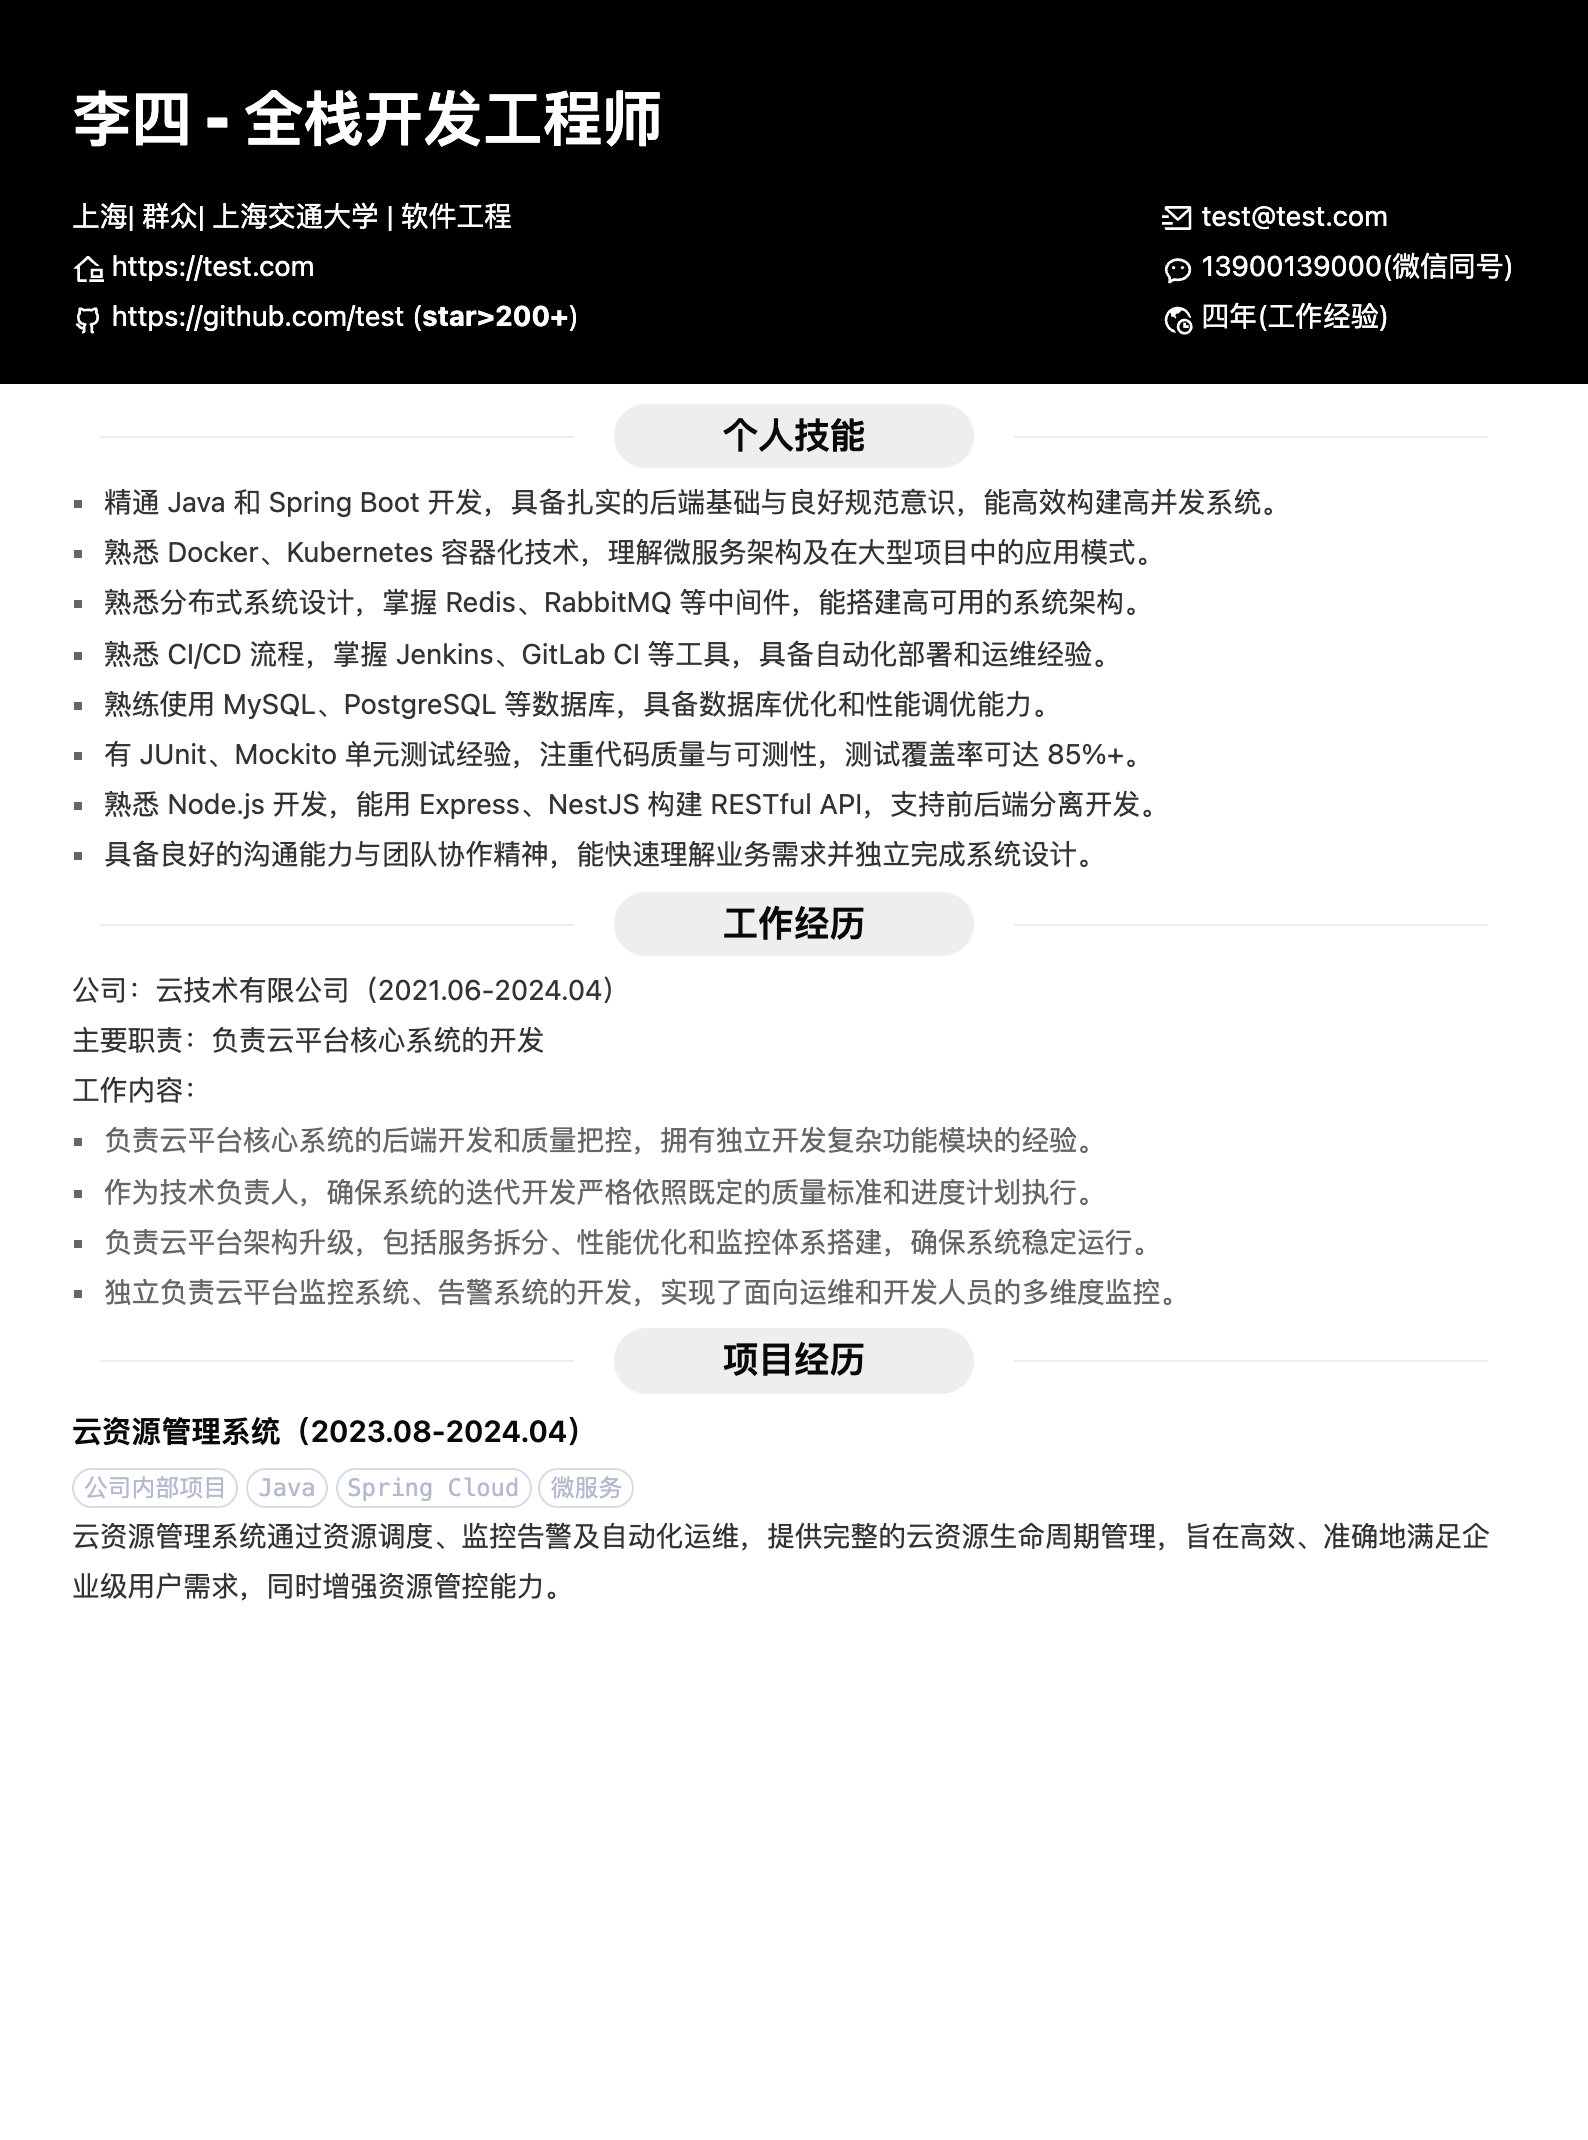 李四 - 全栈开发工程师
上海| 群众| 上海交通大学 | 软件工程
test@test.com
https://test.com
13900139000(微信同号)
https://github.com/test (star>200+)
四年(工作经验)
个人技能
▪ 精通 Java 和 Spring Boot 开发，具备扎实的后端基础与良好规范意识，能高效构建高并发系统。
▪ 熟悉 Docker、Kubernetes 容器化技术，理解微服务架构及在大型项目中的应用模式。
▪ 熟悉分布式系统设计，掌握 Redis、RabbitMQ 等中间件，能搭建高可用的系统架构。
▪ 熟悉 CI/CD 流程，掌握 Jenkins、GitLab CI 等工具，具备自动化部署和运维经验。
▪ 熟练使用 MySQL、PostgreSQL 等数据库，具备数据库优化和性能调优能力。
▪ 有 JUnit、Mockito 单元测试经验，注重代码质量与可测性，测试覆盖率可达 85%+。
▪ 熟悉 Node.js 开发，能用 Express、NestJS 构建 RESTful API，支持前后端分离开发。
▪ 具备良好的沟通能力与团队协作精神，能快速理解业务需求并独立完成系统设计。
工作经历
公司：云技术有限公司（2021.06-2024.04）
主要职责：负责云平台核心系统的开发
工作内容：
▪ 负责云平台核心系统的后端开发和质量把控，拥有独立开发复杂功能模块的经验。
▪ 作为技术负责人，确保系统的迭代开发严格依照既定的质量标准和进度计划执行。
▪ 负责云平台架构升级，包括服务拆分、性能优化和监控体系搭建，确保系统稳定运行。
▪ 独立负责云平台监控系统、告警系统的开发，实现了面向运维和开发人员的多维度监控。
项目经历
云资源管理系统（2023.08-2024.04）
公司内部项目 Java Spring Cloud 微服务
云资源管理系统通过资源调度、监控告警及自动化运维，提供完整的云资源生命周期管理，旨在高效、准确地满足企
业级用户需求，同时增强资源管控能力。